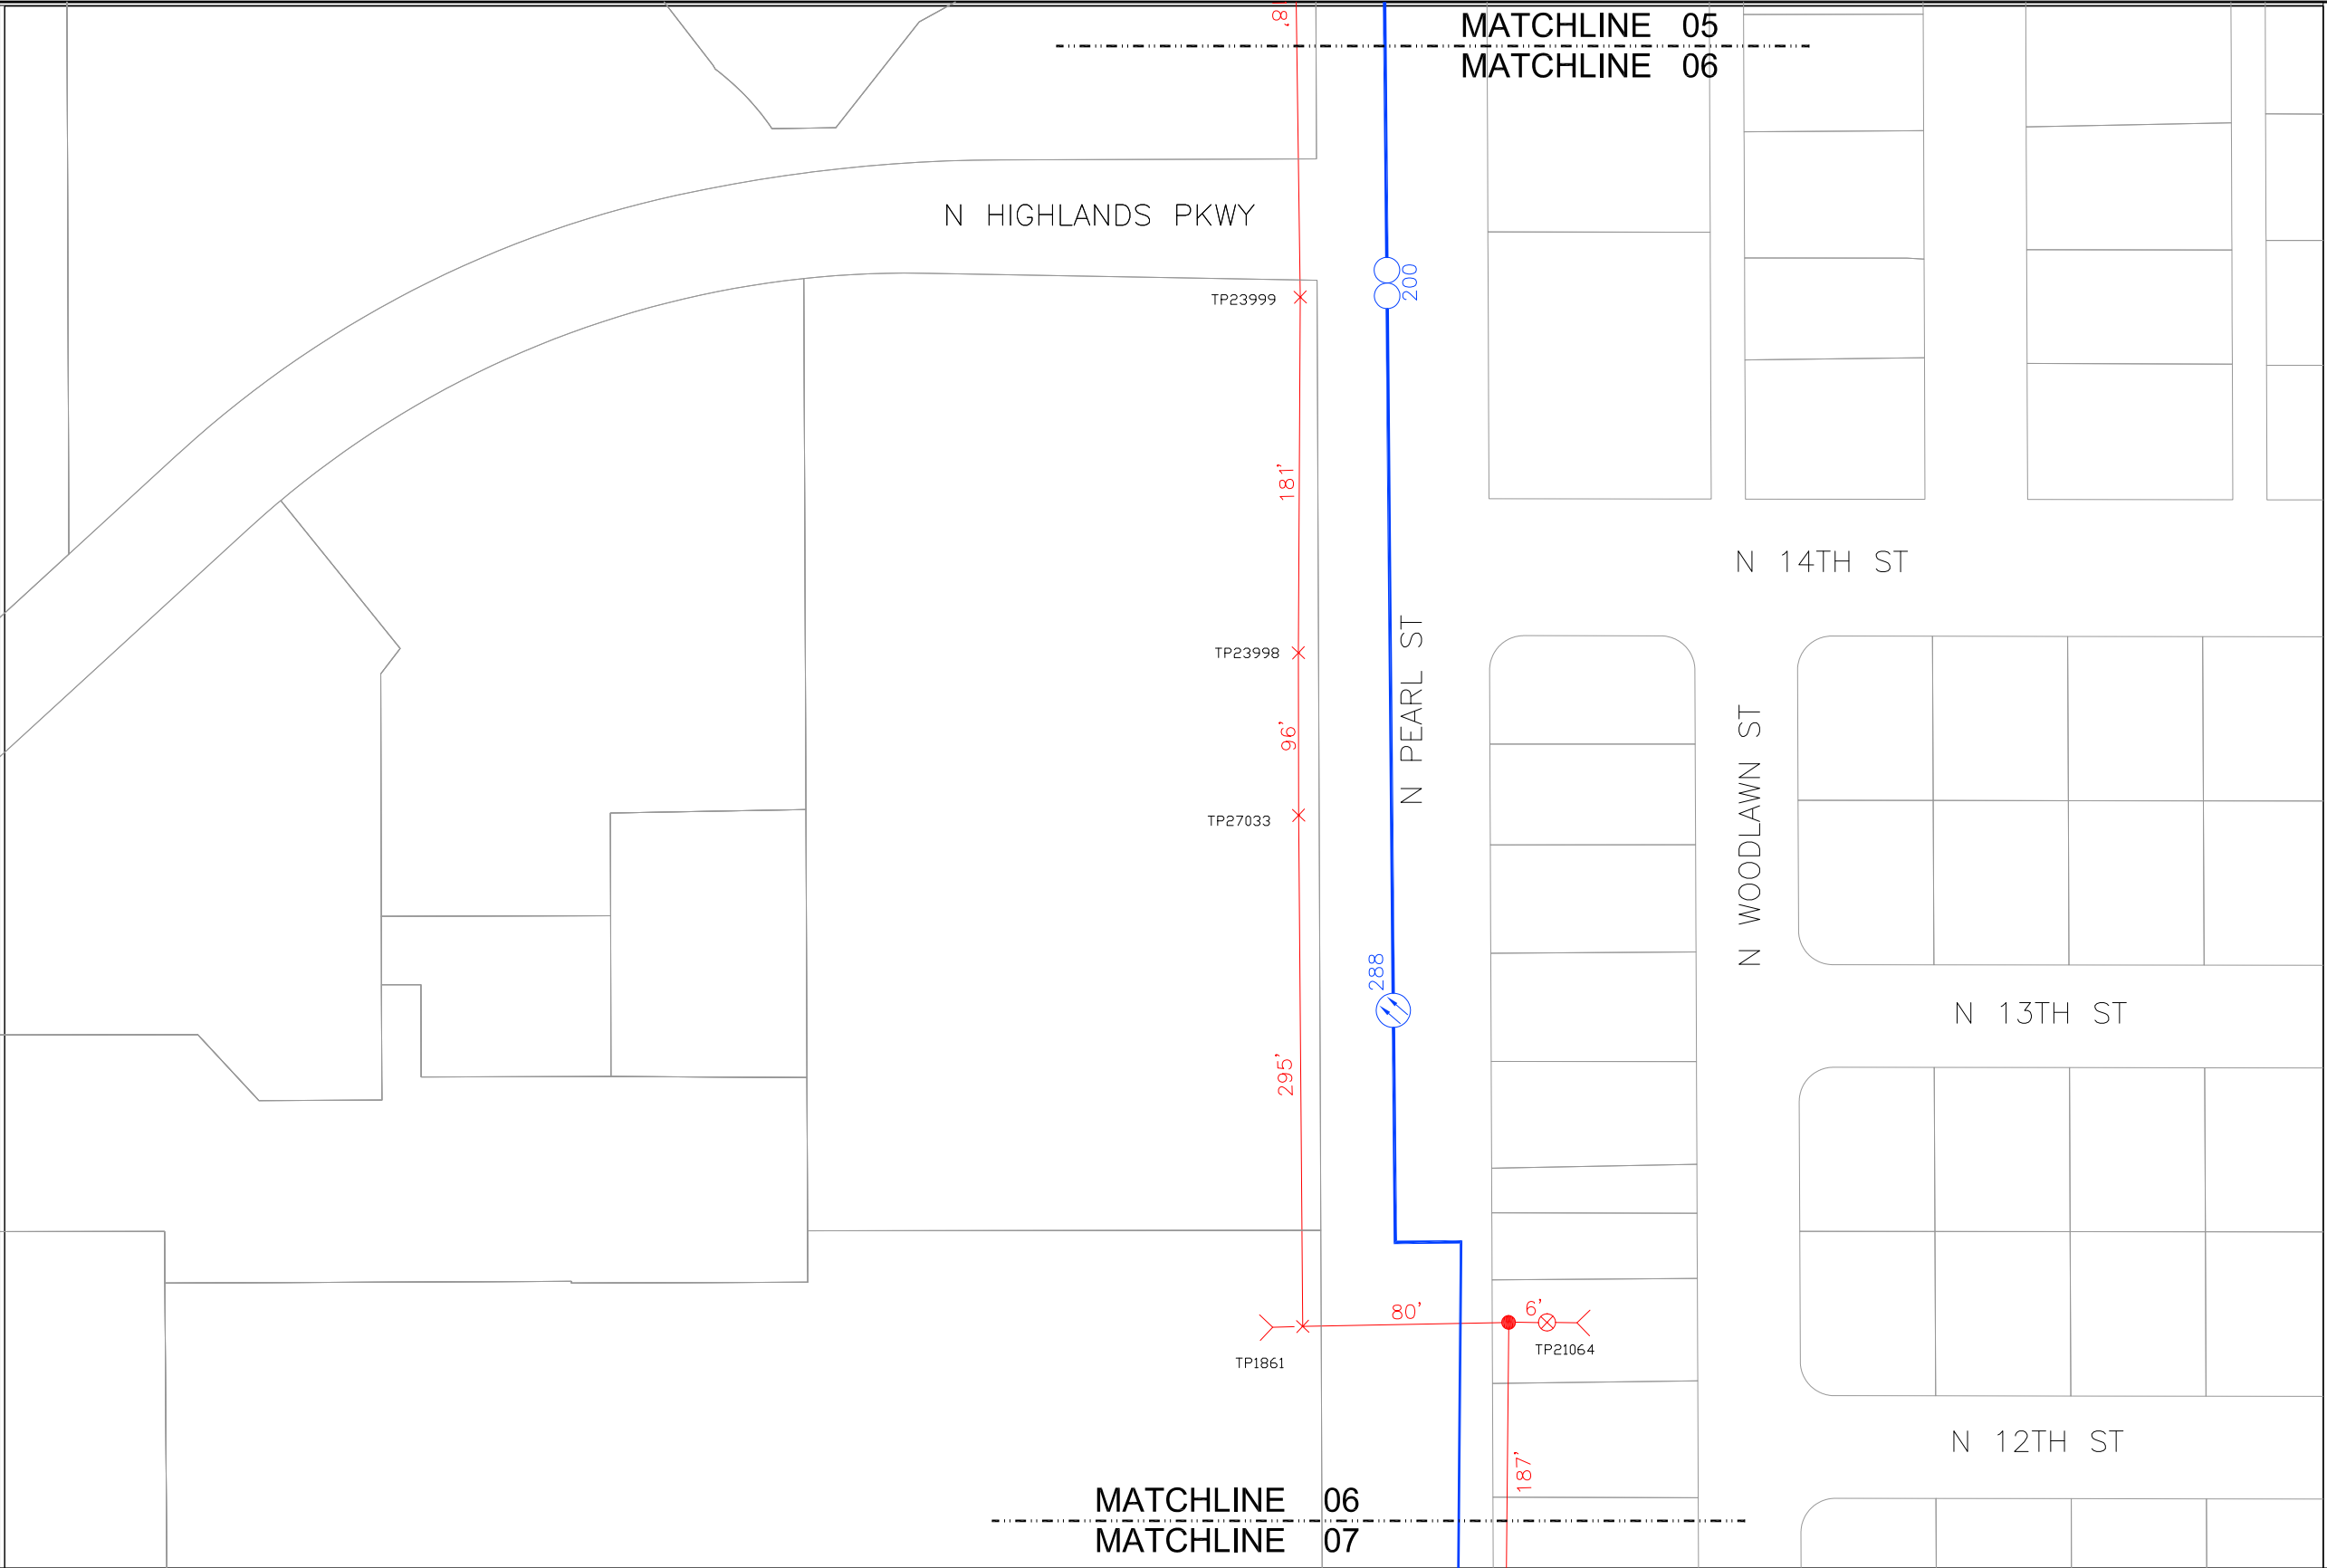 8'
MATCHLINE 05
MATCHLINE 06
N HIGHLANDS PKWY
TP23999
200
181'
N 14TH ST
TP23998
N PEARL ST
96'
TP27033
N WOODLAWN ST
288
N 13TH ST
295'
80'
6'
TP1861
TP21064
N 12TH ST
187'
MATCHLINE 06
MATCHLINE 07